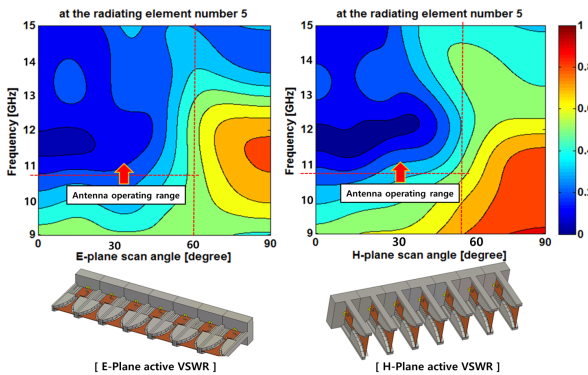 at the radiating element number 5
15
14
13
12
11
10
9
Frequency [GHz]
Antenna operating range
0
30
60
90
E-plane scan angle [degree]
[ E-Plane active VSWR ]
at the radiating element number 5
15
14
13
12
11
10
9
Frequency [GHz]
Antenna operating range
0
30
60
90
H-plane scan angle [degree]
[ H-Plane active VSWR ]
1
0